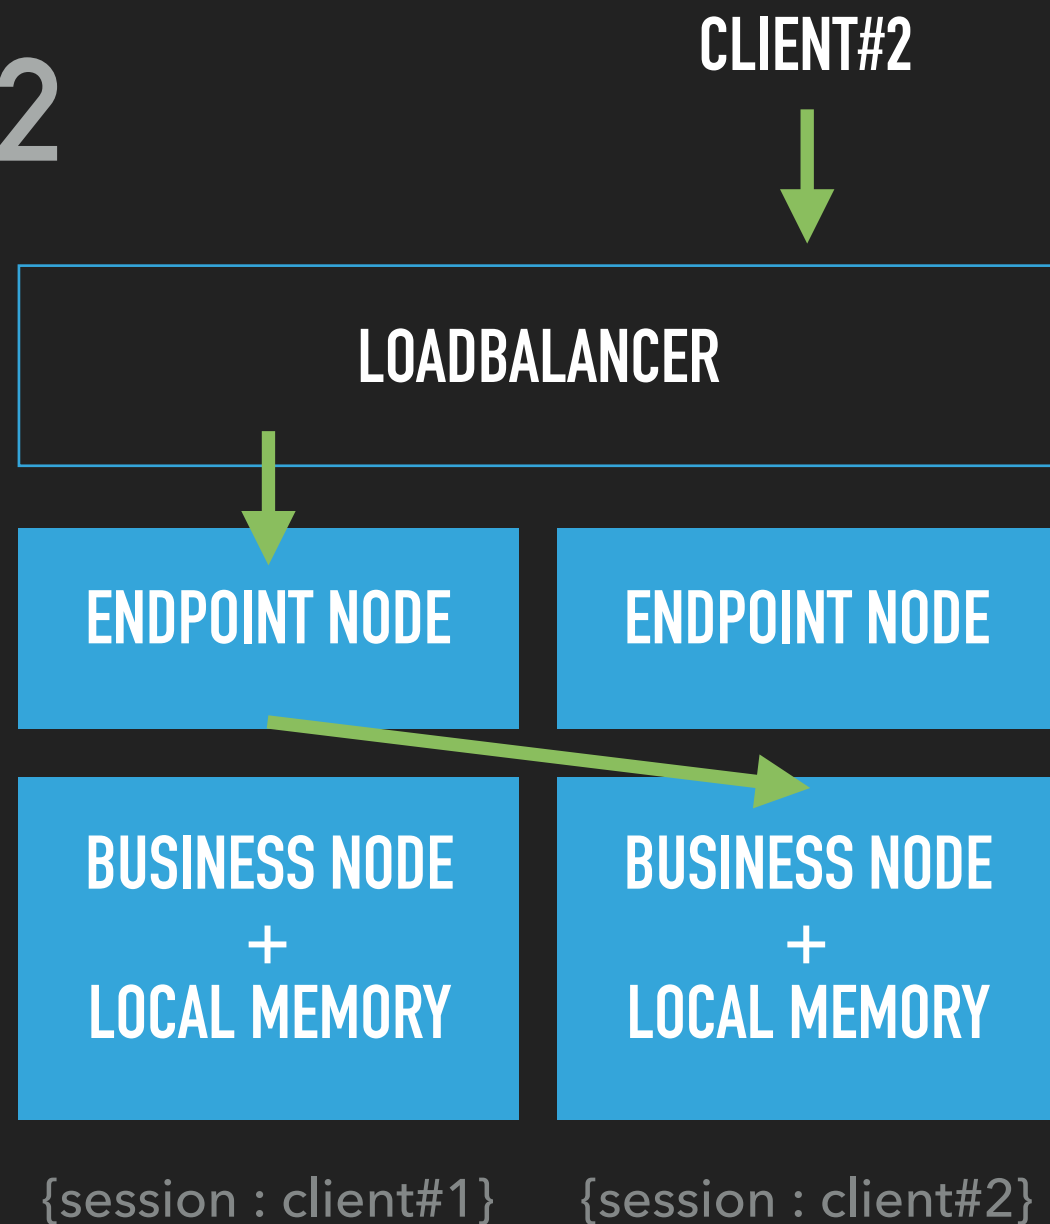 CLIENT#2
2
LOADBALANCER
ENDPOINT NODE
ENDPOINT NODE
BUSINESS NODE
+
LOCAL MEMORY
BUSINESS NODE
+
LOCAL MEMORY
{session : client#1}
{session : client#2}